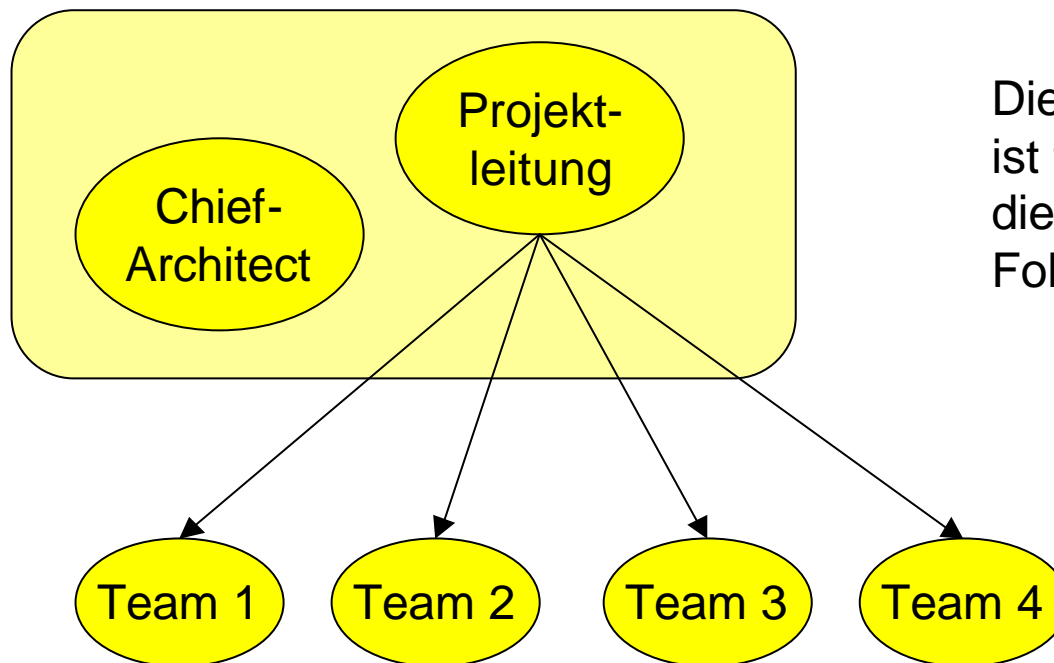 Projekt-
leitung
Chief-
Architect
Die
ist
die
Team 1
Team 2
Team 3
Team 4